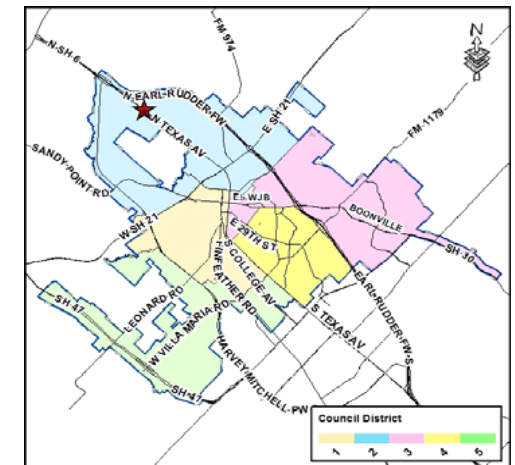 FM 974
N-SH-6
N
N-EARL-RUDDER-FW
E SH 21
N TEXAS AV
FM-1179
SANDY-POINT-RD
E WJB
BOONVILLE
W-SH 21
E 29TH ST
SH-30
S COLLEGE AV
FINFEATHER RD
EARL-RUDDER-FW-S
LEONARD RD
S TEXAS AV
SH 47
W VILLA MARIA RD
HARVEY-MITCHELL-PW
SH-47
Council District
1 2 3 4 5